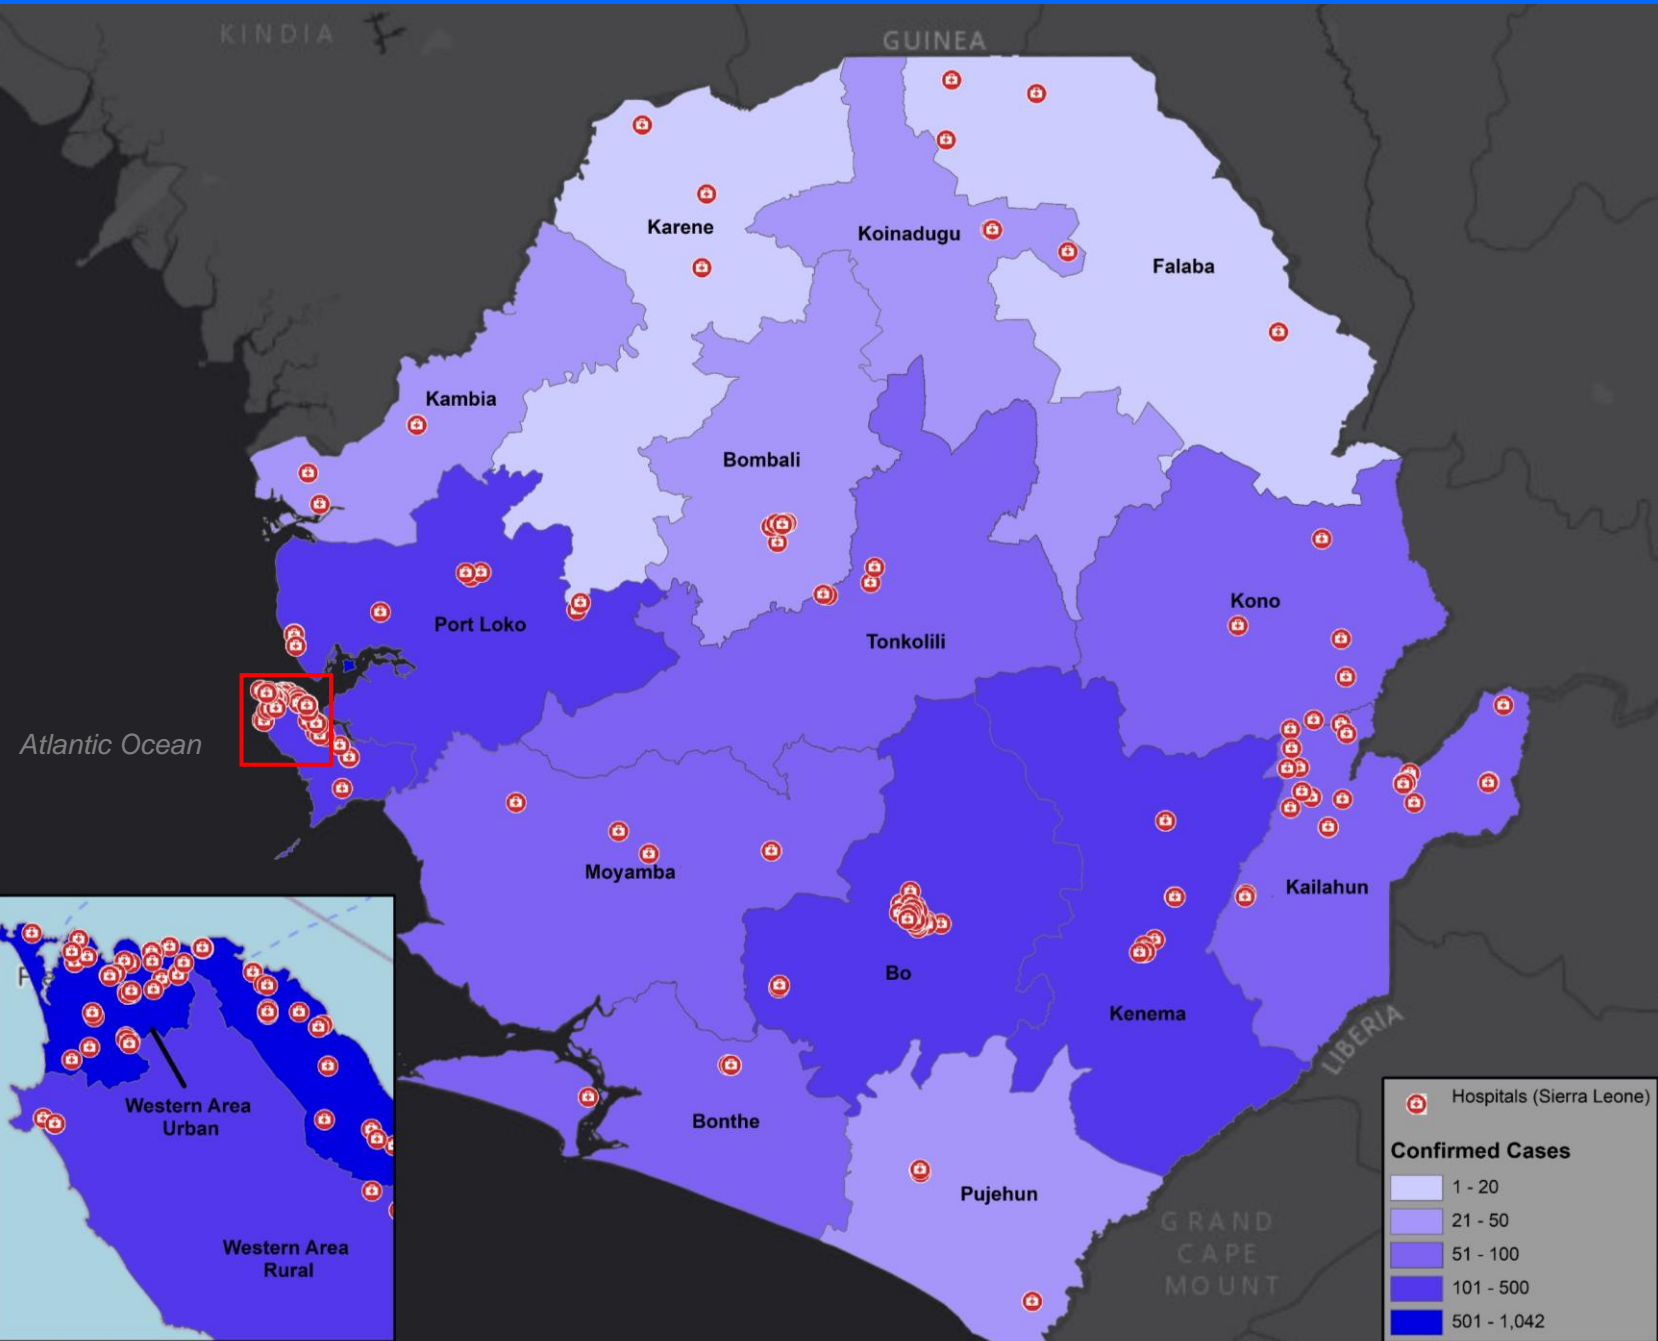 KINDIA
GUINEA
Karene
Koinadugu
Falaba
Kambia
Bombali
Kono
Port Loko
Tonkolili
Atlantic Ocean
Moyamba
Kailahun
Bo
Kenema
LIBERIA
Bonthe
Pujehun
GRAND
CAPE
MOUNT
Western Area
Urban
Western Area
Rural
Hospitals (Sierra Leone)
Confirmed Cases
1 - 20
21 - 50
51 - 100
101 - 500
501 - 1,042